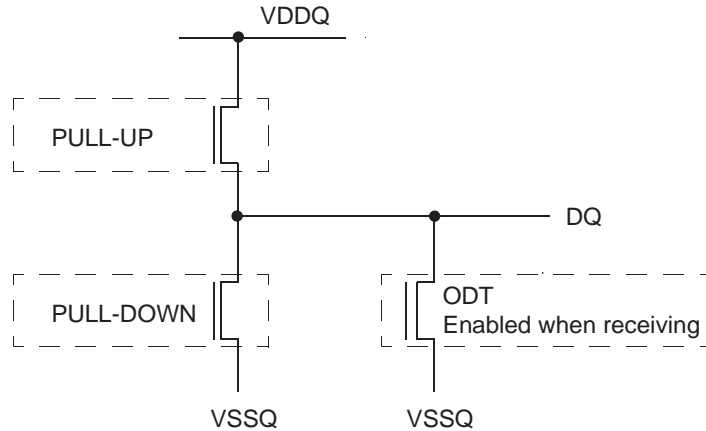 VDDQ
PULL-UP
DQ
PULL-DOWN
ODT
Enabled when receiving
VSSQ
VSSQ